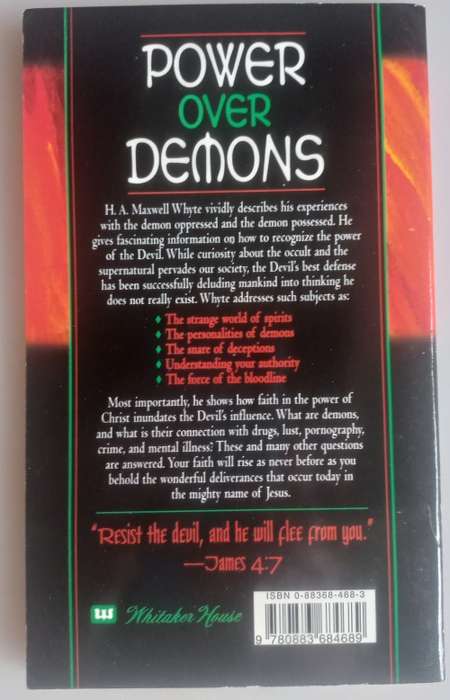 POWER
OVER
DEMONS
H. A. Maxwell Whyte vividly describes his experiences
with the demon oppressed and the demon possessed. He
gives fascinating information on how to recognize the power
of the Devil. While curiosity about the occult and the
supernatural pervades our society, the Devil's best defense
has been successfully deluding mankind into thinking he
does not really exist. Whyte addresses such subjects as:
♦ The strange world of spirits
♦ The personalities of demons
♦ The snare of deceptions
♦ Understanding your authority
♦ The force of the bloodline
Most importantly, he shows how faith in the power of
Christ inundates the Devil's influence. What are demons,
and what is their connection with drugs, lust, pornography,
crime, and mental illness? These and many other questions
are answered. Your faith will rise as never before as you
behold the wonderful deliverances that occur today in
the mighty name of Jesus.
"Resist the devil, and he will flee from you."
—James 4:7
ISBN 0-88368-468-3
Whitaker House
9 780883 684689